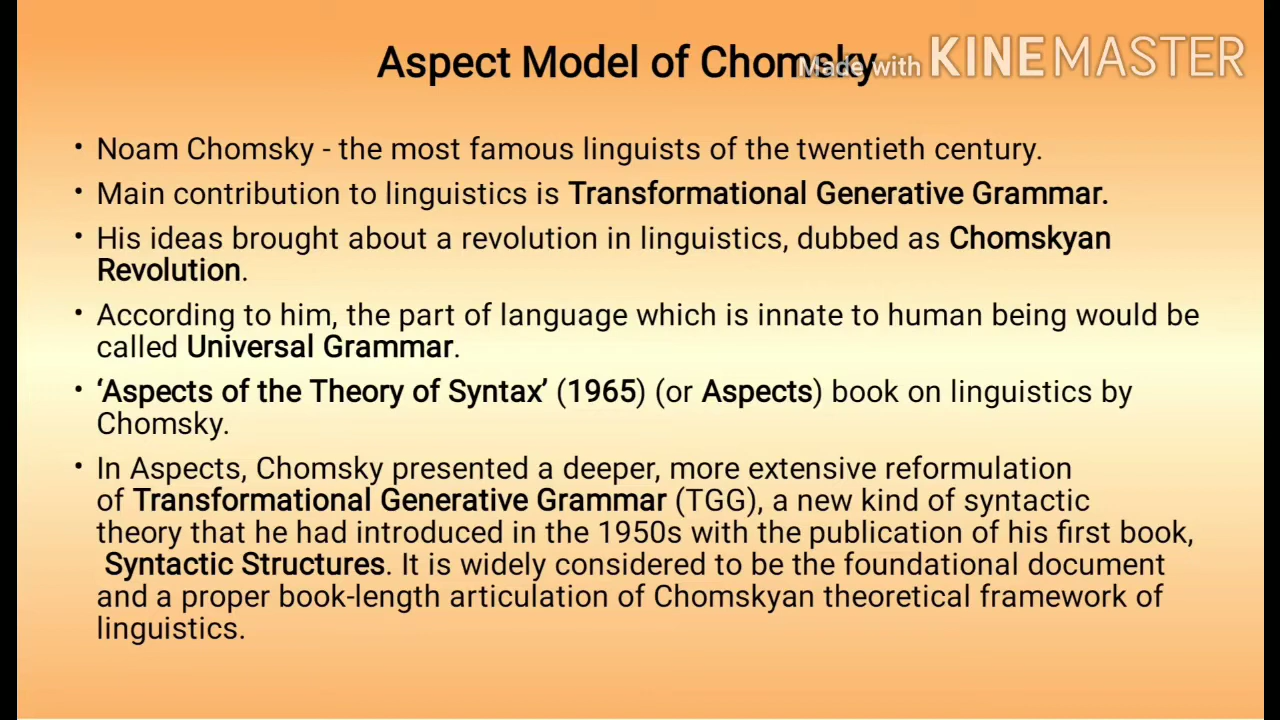 Aspect Model of Chomsky
Made with KINEMASTER
• Noam Chomsky - the most famous linguists of the twentieth century.
• Main contribution to linguistics is Transformational Generative Grammar.
• His ideas brought about a revolution in linguistics, dubbed as Chomskyan
Revolution.
• According to him, the part of language which is innate to human being would be
called Universal Grammar.
• ‘Aspects of the Theory of Syntax’ (1965) (or Aspects) book on linguistics by
Chomsky.
• In Aspects, Chomsky presented a deeper, more extensive reformulation
of Transformational Generative Grammar (TGG), a new kind of syntactic
theory that he had introduced in the 1950s with the publication of his first book,
Syntactic Structures. It is widely considered to be the foundational document
and a proper book-length articulation of Chomskyan theoretical framework of
linguistics.